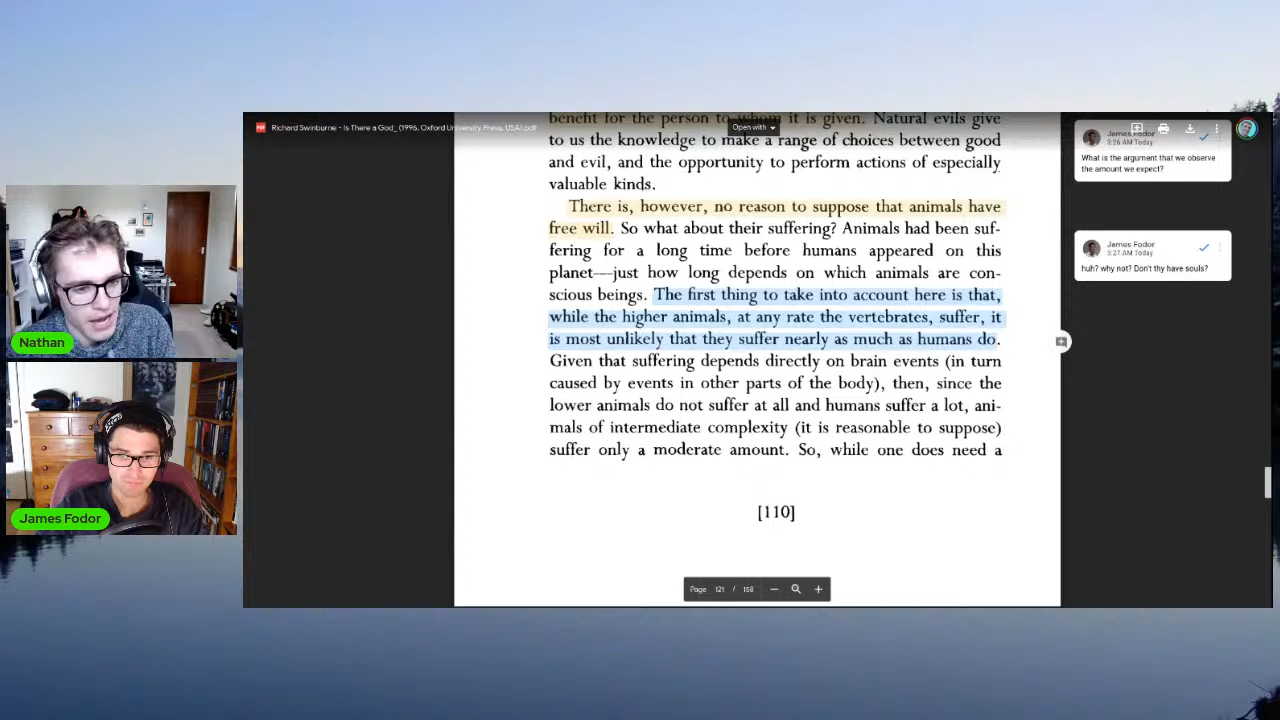 Richard Swinburne - Is There a God_ (1996, Oxford University Press, USA).pdf
Open with
benefit for the person to whom it is given. Natural evils give
to us the knowledge to make a range of choices between good
and evil, and the opportunity to perform actions of especially
valuable kinds.
There is, however, no reason to suppose that animals have
free will. So what about their suffering? Animals had been suf-
fering for a long time before humans appeared on this
planet—just how long depends on which animals are con-
scious beings. The first thing to take into account here is that,
while the higher animals, at any rate the vertebrates, suffer, it
is most unlikely that they suffer nearly as much as humans do.
Given that suffering depends directly on brain events (in turn
caused by events in other parts of the body), then, since the
lower animals do not suffer at all and humans suffer a lot, ani-
mals of intermediate complexity (it is reasonable to suppose)
suffer only a moderate amount. So, while one does need a
[110]
Page 121 / 158
James Fodor
8:26 AM Today
What is the argument that we observe
the amount we expect?
James Fodor
3:27 AM Today
huh? why not? Don't thy have souls?
Nathan
James Fodor